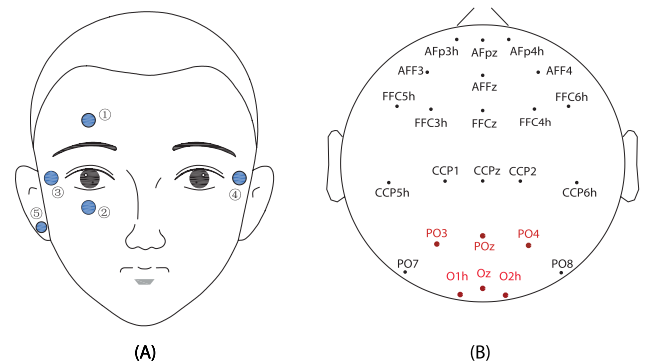 ①
③
④
②
⑤
(A)
AFp3h AFpz AFp4h
AFF3 AFFz AFF4
FFC5h FFC3h FFCz FFC4h FFC6h
CCP5h CCP1 CCPz CCP2 CCP6h
PO3 POz PO4
PO7 O1h Oz O2h PO8
(B)